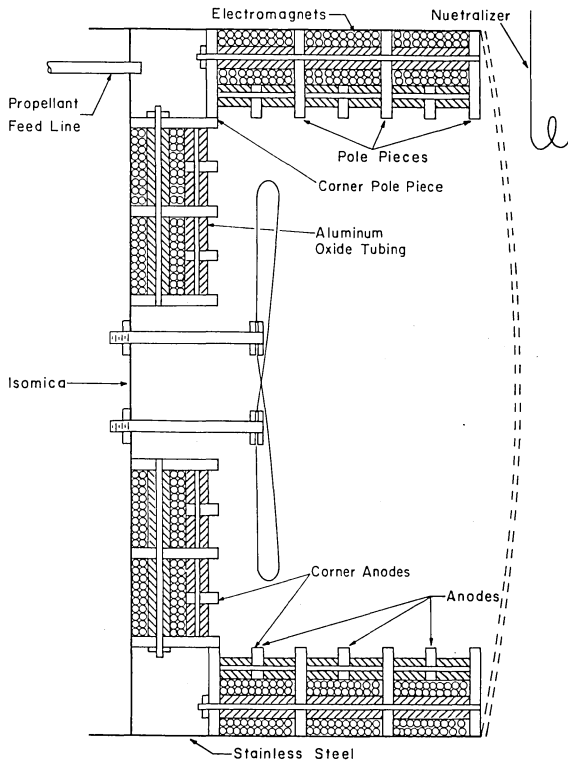 Electromagnets
Nuetralizer
Propellant
Feed Line
Pole Pieces
Corner Pole Piece
Aluminum
Oxide Tubing
Isomica
Corner Anodes
Anodes
Stainless Steel